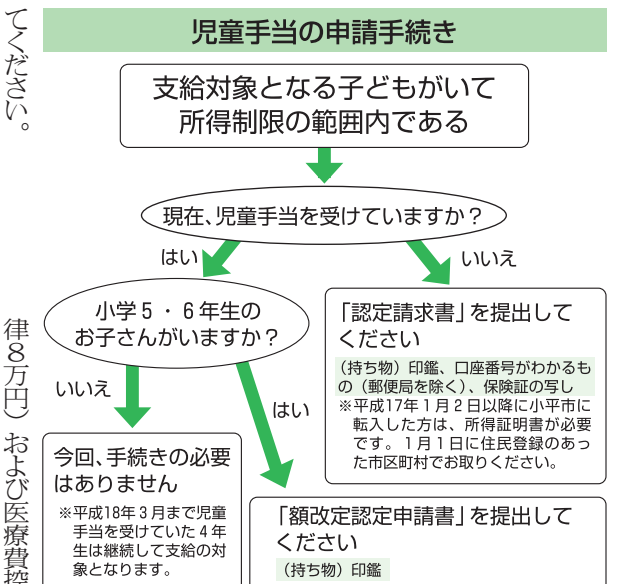 てください。
律８万円）および医療費控
児童手当の申請手続き
支給対象となる子どもがいて
所得制限の範囲内である
現在、児童手当を受けていますか？
はい
いいえ
小学５・６年生の
お子さんがいますか？
「認定請求書」を提出して
ください
（持ち物）印鑑、口座番号がわかるも
の（郵便局を除く）、保険証の写し
※平成17年１月２日以降に小平市に
転入した方は、所得証明書が必要
です。１月１日に住民登録のあっ
た市区町村でお取りください。
いいえ
はい
今回、手続きの必要
はありません
※平成18年３月まで児童
手当を受けていた４年
生は継続して支給の対
象となります。
「額改定認定申請書」を提出して
ください
（持ち物）印鑑